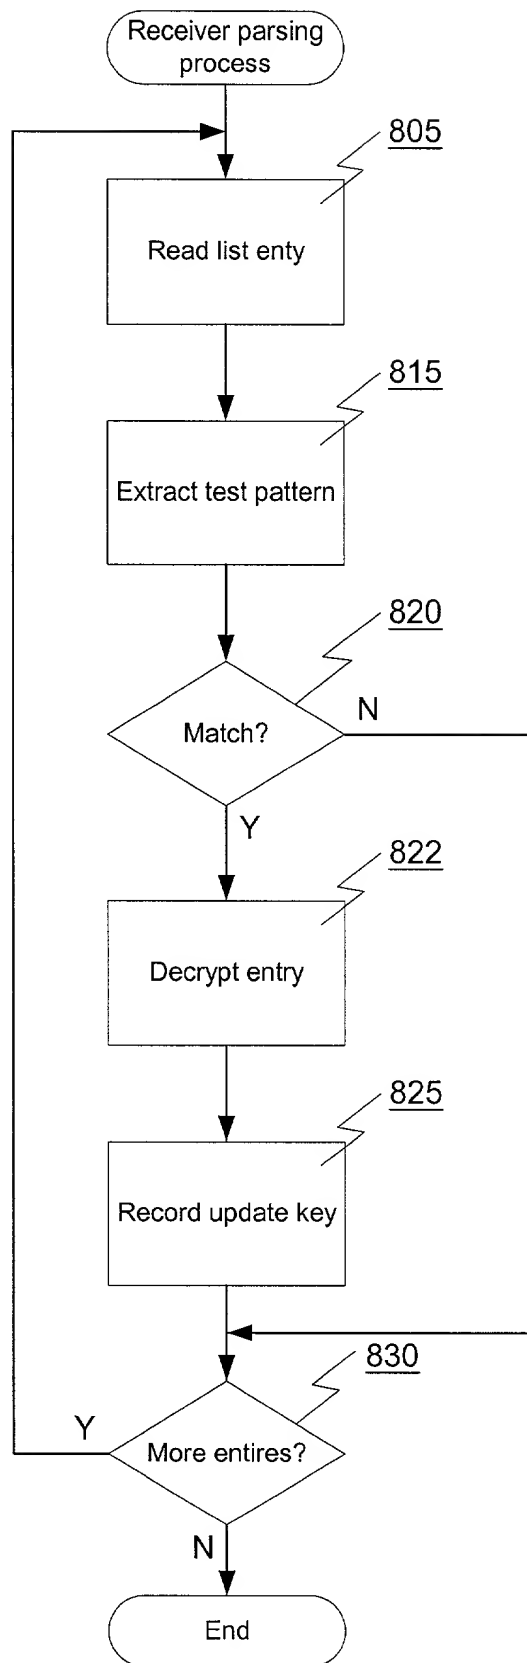 Receiver parsing
process
805
Read list enty
815
Extract test pattern
820
Match?
N
Y
822
Decrypt entry
825
Record update key
830
Y
More entires?
N
End